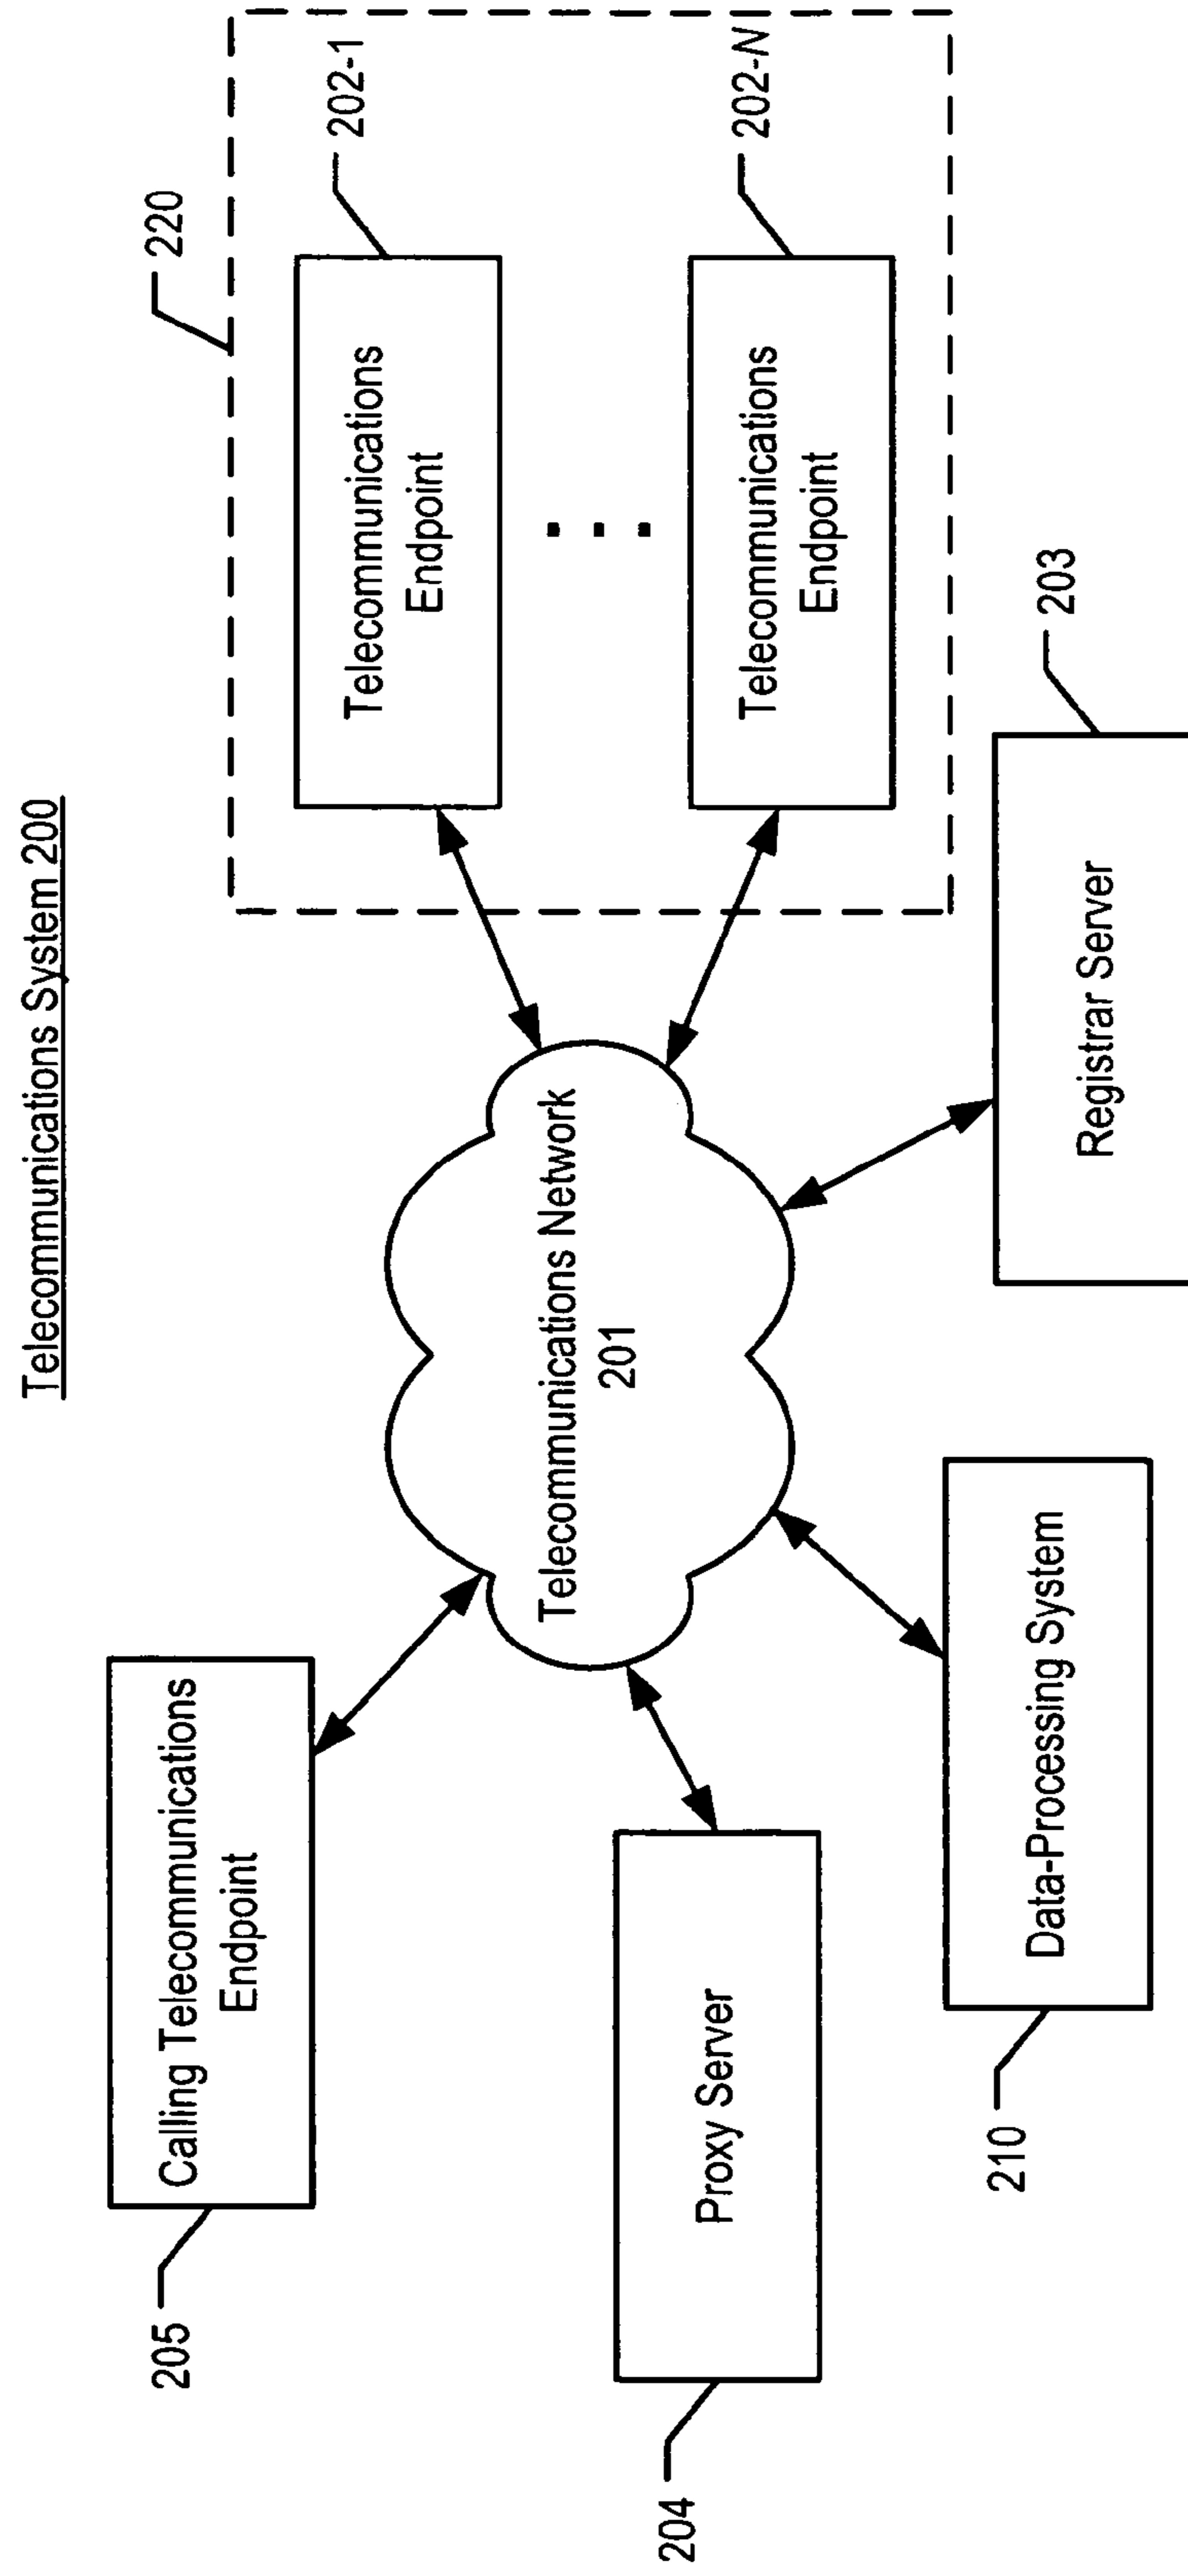 Telecommunications System 200
220
205
Calling Telecommunications
Endpoint
202-1
Telecommunications
Endpoint
Telecommunications Network
201
204
Proxy Server
202-N
Telecommunications
Endpoint
210
Data-Processing System
203
Registrar Server